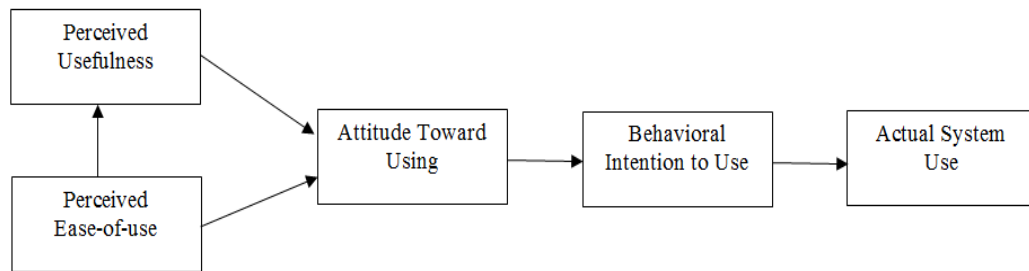 Perceived
Usefulness
Perceived
Ease-of-use
Attitude Toward
Using
Behavioral
Intention to Use
Actual System
Use